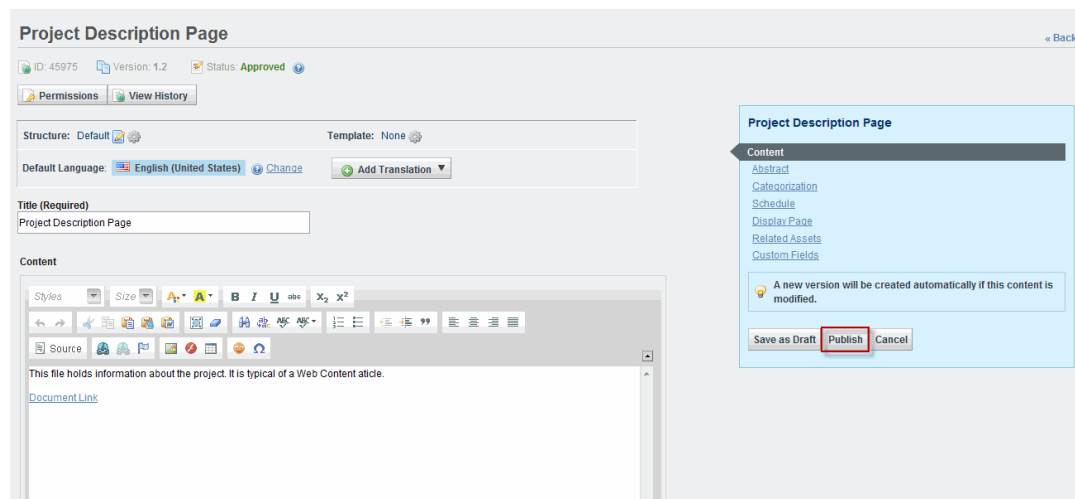 Project Description Page
« Back
ID: 45975 Version: 1.2 Status: Approved
Permissions View History
Structure: Default Template: None
Default Language: English (United States) Change Add Translation
Title (Required)
Project Description Page
Content
Styles Size A A B I U abc X₂ X²
ABC ABC
Source Ω
This file holds information about the project. It is typical of a Web Content aticle.
Document Link
Project Description Page
Content
Abstract
Categorization
Schedule
Display Page
Related Assets
Custom Fields
A new version will be created automatically if this content is
modified.
Save as Draft Publish Cancel